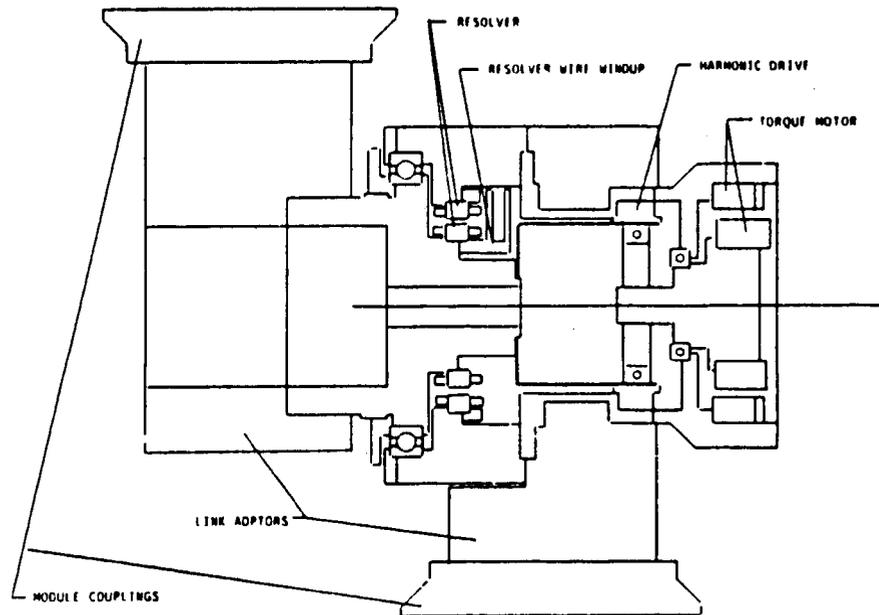 RESOLVER
RESOLVER WIRE WINDUP
HARMONIC DRIVE
TORQUE MOTOR
LINK ADPTORS
MODULE COUPLINGS